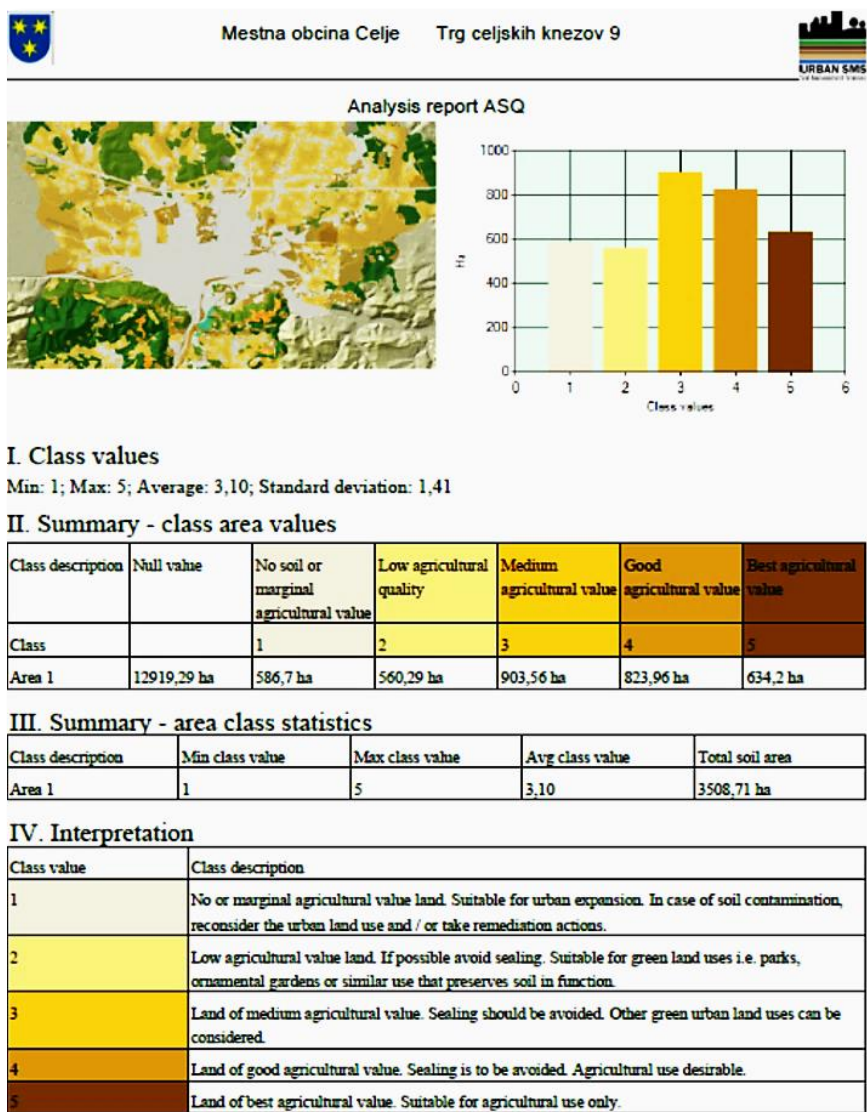 Mestna obcina Celje Trg celjskih knezov 9
URBAN SMS
Analysis report ASQ
1000
800
600
400
200
0
Ha
0 1 2 3 4 5 6
Class values
I. Class values
Min: 1; Max: 5; Average: 3,10; Standard deviation: 1,41
II. Summary - class area values
Class description Null value No soil or marginal agricultural value Low agricultural quality Medium agricultural value Good agricultural value Best agricultural value
Class 1 2 3 4 5
Area 1 12919,29 ha 586,7 ha 560,29 ha 903,56 ha 823,96 ha 634,2 ha
III. Summary - area class statistics
Class description Min class value Max class value Avg class value Total soil area
Area 1 1 5 3,10 3508,71 ha
IV. Interpretation
Class value Class description
1 No or marginal agricultural value land. Suitable for urban expansion. In case of soil contamination,
reconsider the urban land use and / or take remediation actions.
2 Low agricultural value land. If possible avoid sealing. Suitable for green land uses i.e. parks,
ornamental gardens or similar use that preserves soil in function.
3 Land of medium agricultural value. Sealing should be avoided. Other green urban land uses can be
considered.
4 Land of good agricultural value. Sealing is to be avoided. Agricultural use desirable.
5 Land of best agricultural value. Suitable for agricultural use only.